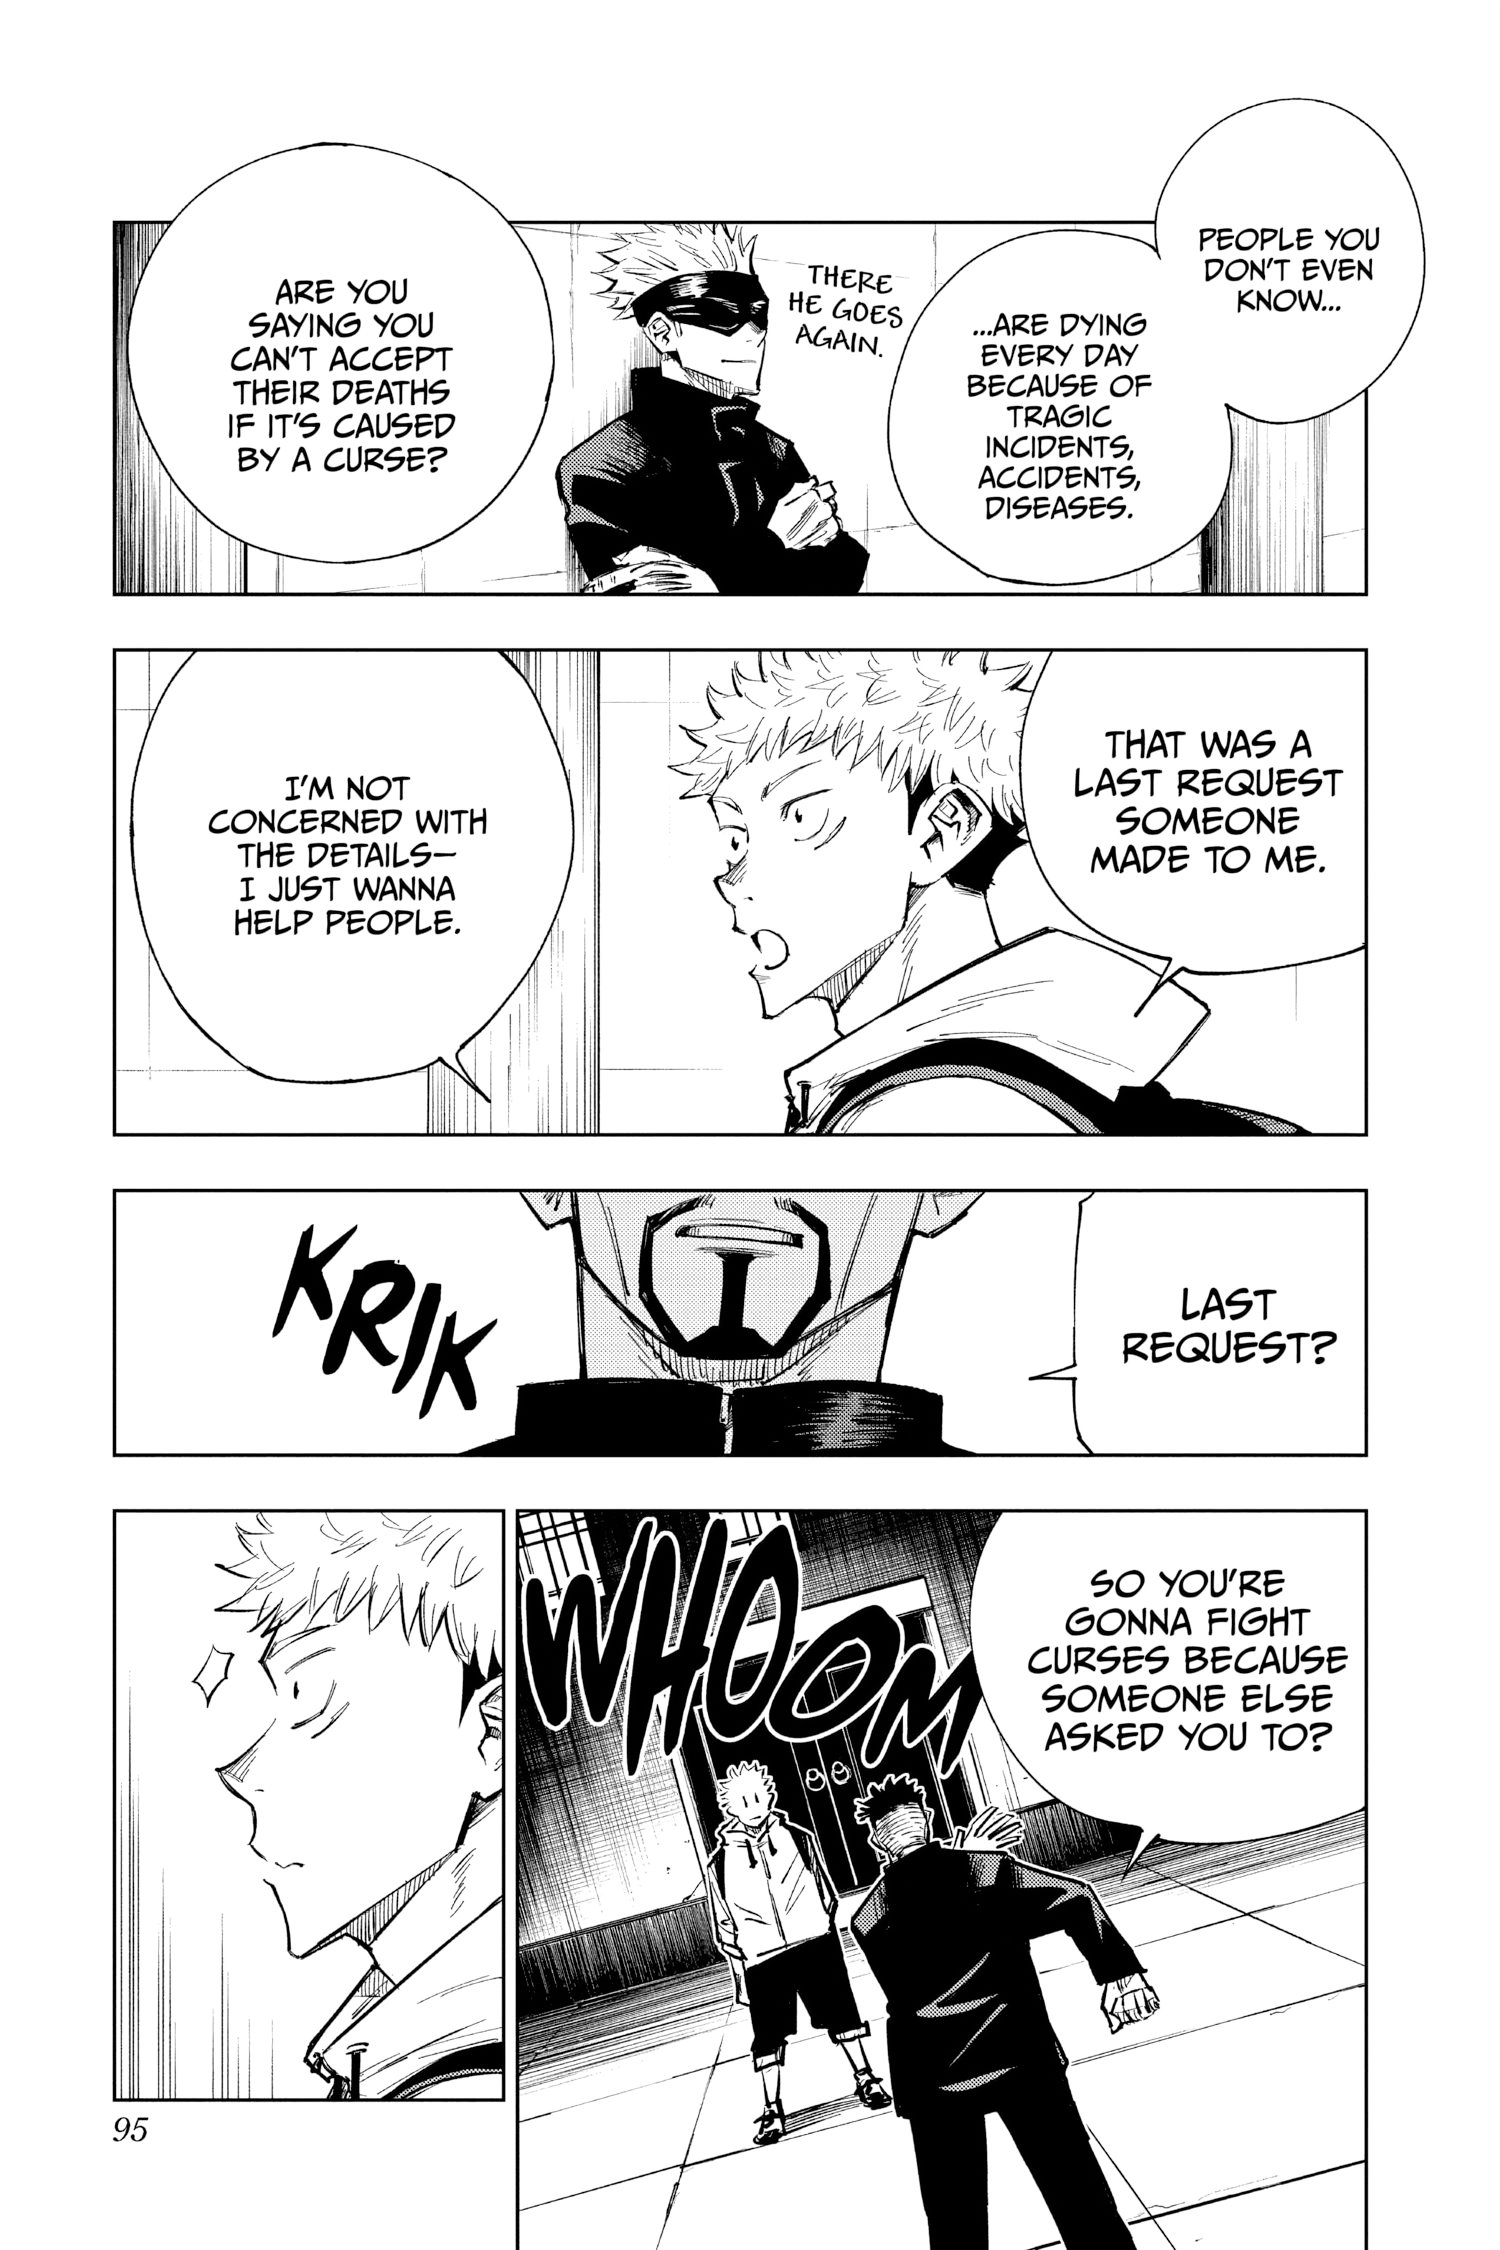 PEOPLE YOU
DON'T EVEN
KNOW...
...ARE DYING
EVERY DAY
BECAUSE OF
TRAGIC
INCIDENTS,
ACCIDENTS,
DISEASES.
THERE
HE GOES
AGAIN.
ARE YOU
SAYING YOU
CAN'T ACCEPT
THEIR DEATHS
IF IT'S CAUSED
BY A CURSE?
THAT WAS A
LAST REQUEST
SOMEONE
MADE TO ME.
I'M NOT
CONCERNED WITH
THE DETAILS—
I JUST WANNA
HELP PEOPLE.
LAST
REQUEST?
KRIK
SO YOU'RE
GONNA FIGHT
CURSES BECAUSE
SOMEONE ELSE
ASKED YOU TO?
WHOOM
95